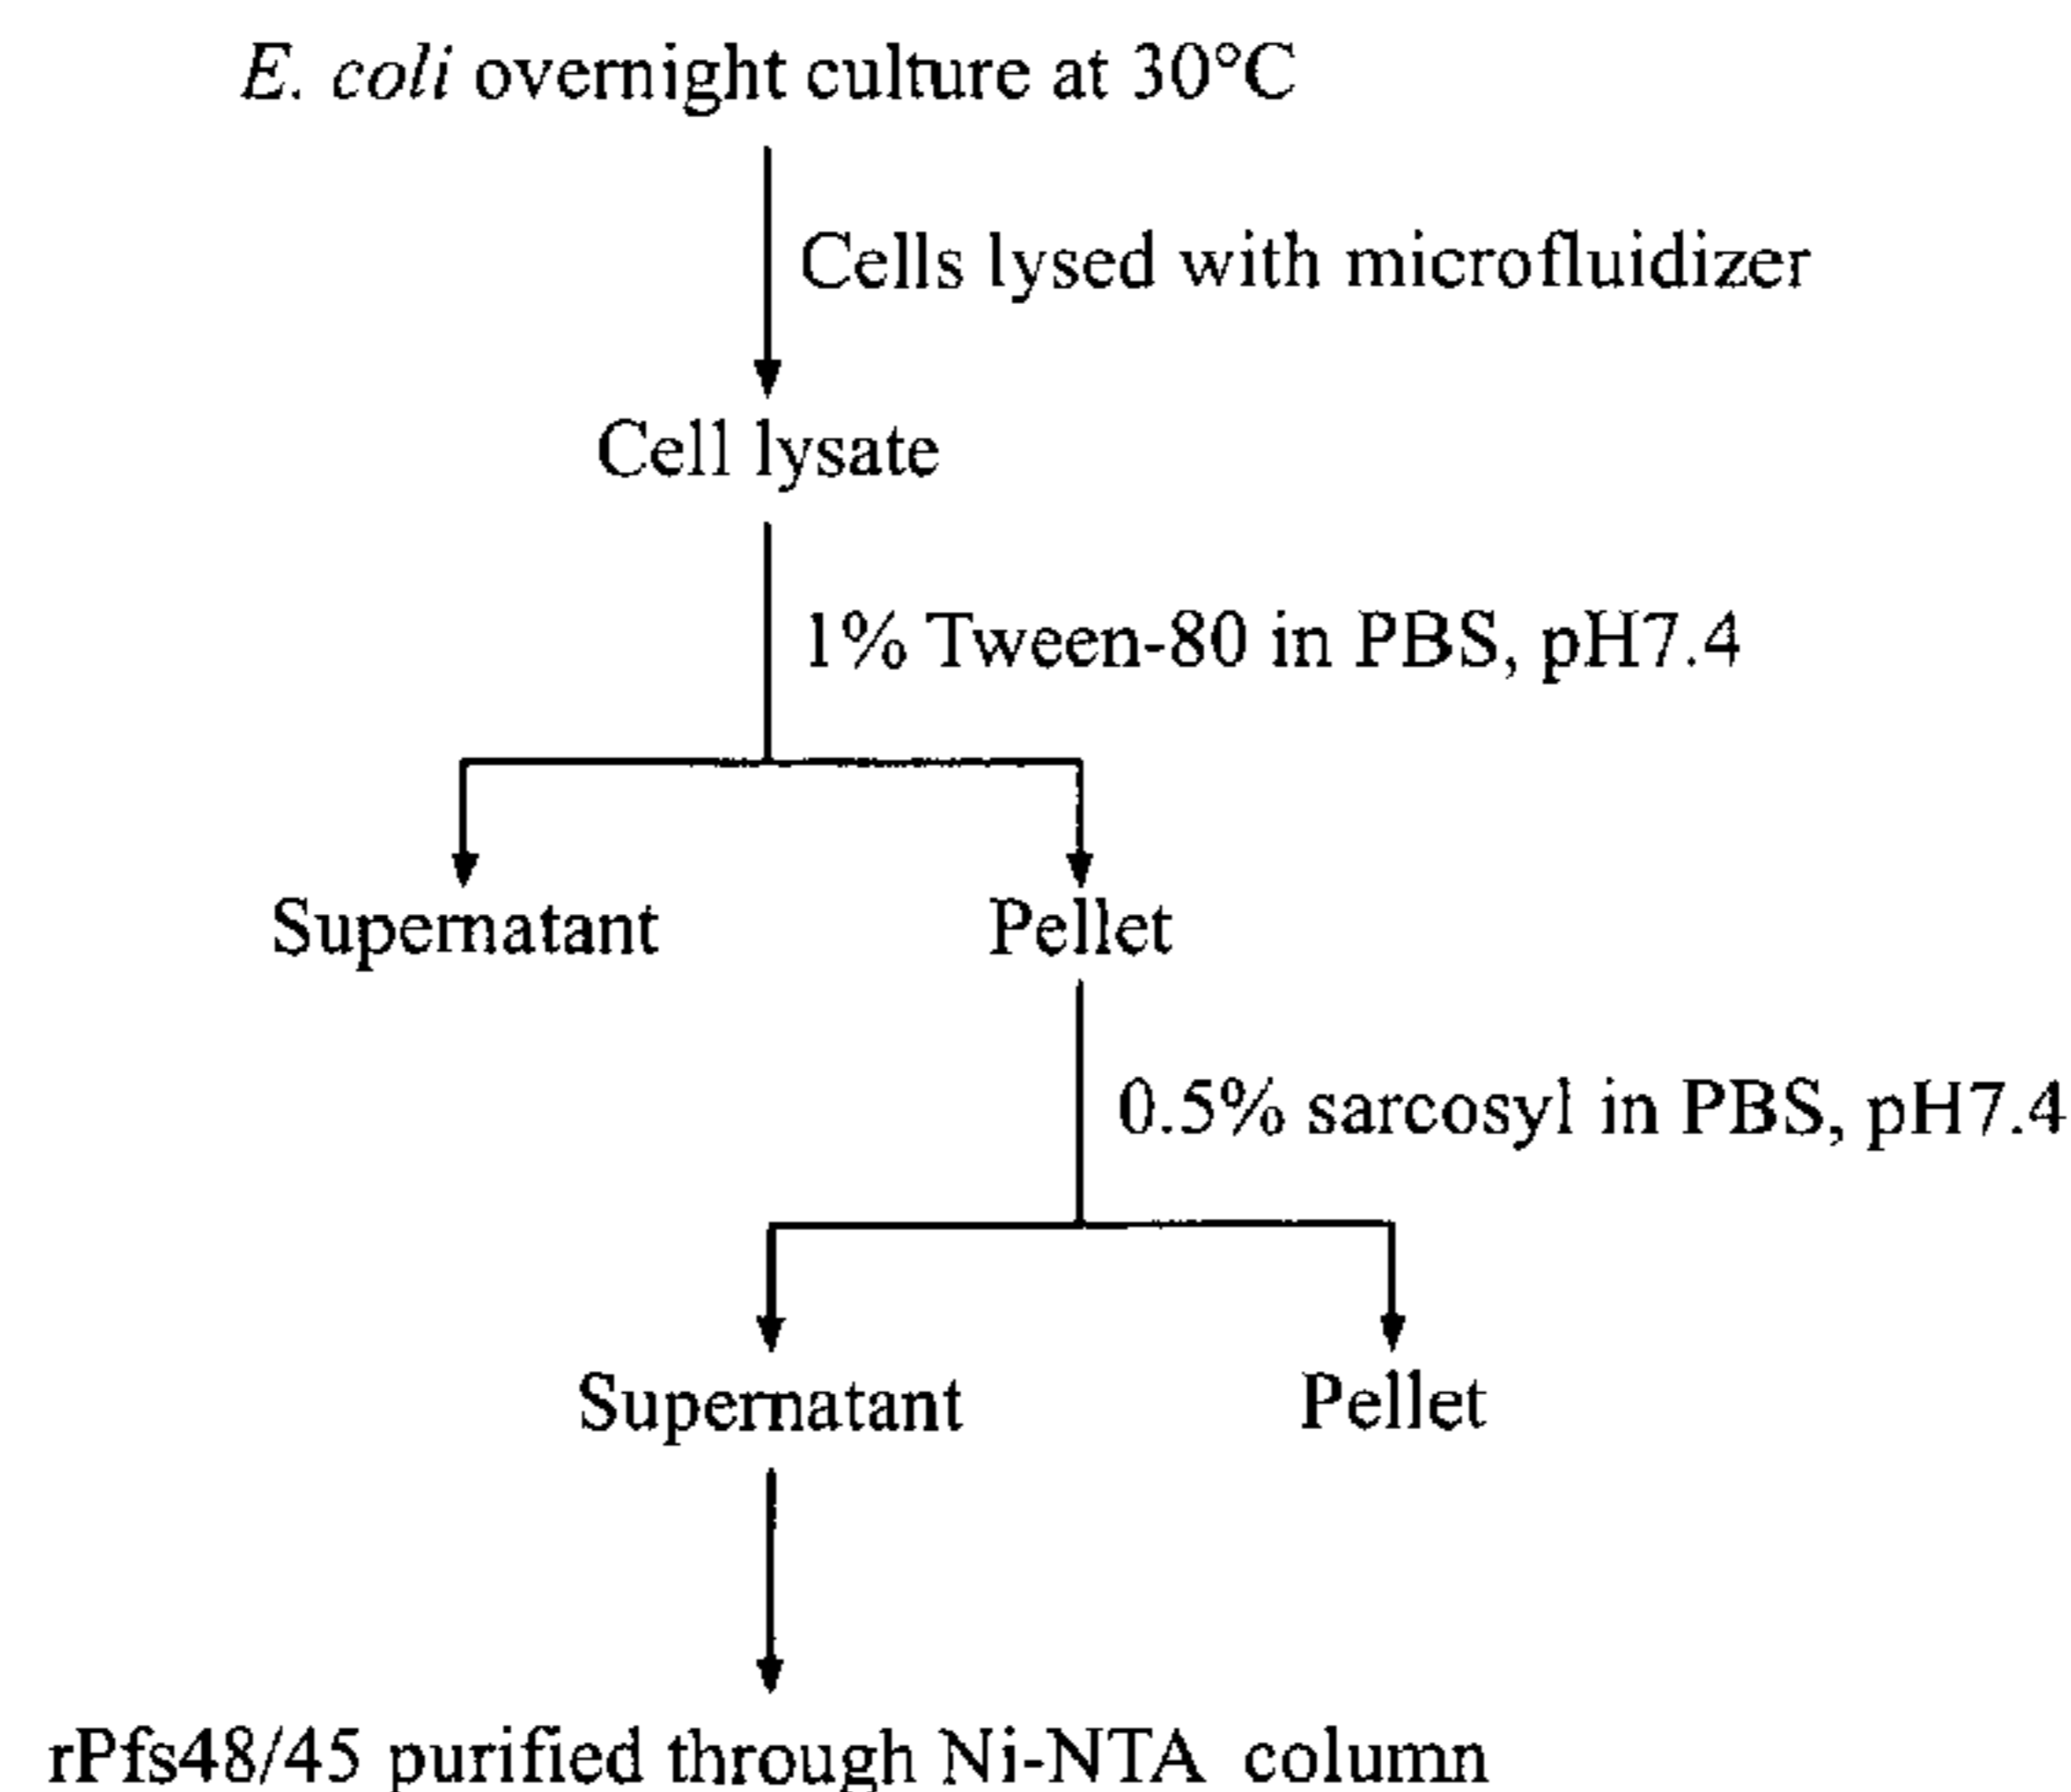 E. coli overnight culture at 30°C
Cells lysed with microfluidizer
Cell lysate
1% Tween-80 in PBS, pH7.4
Supernatant
Pellet
0.5% sarcosyl in PBS, pH7.4
Supernatant
Pellet
rPfs48/45 purified through Ni-NTA column